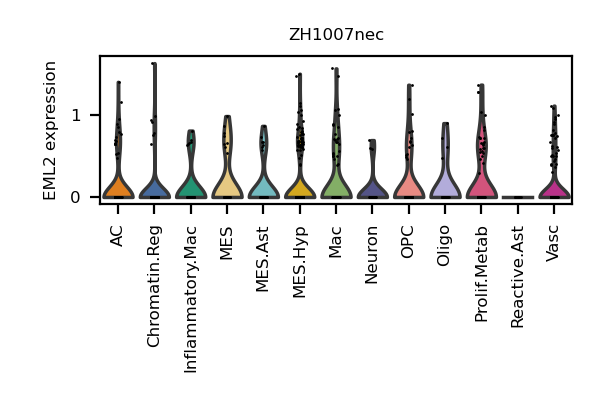 ZH1007nec
EML2 expression
1
0
AC
Chromatin.Reg
Inflammatory.Mac
MES
MES.Ast
MES.Hyp
Mac
Neuron
OPC
Oligo
Prolif.Metab
Reactive.Ast
Vasc